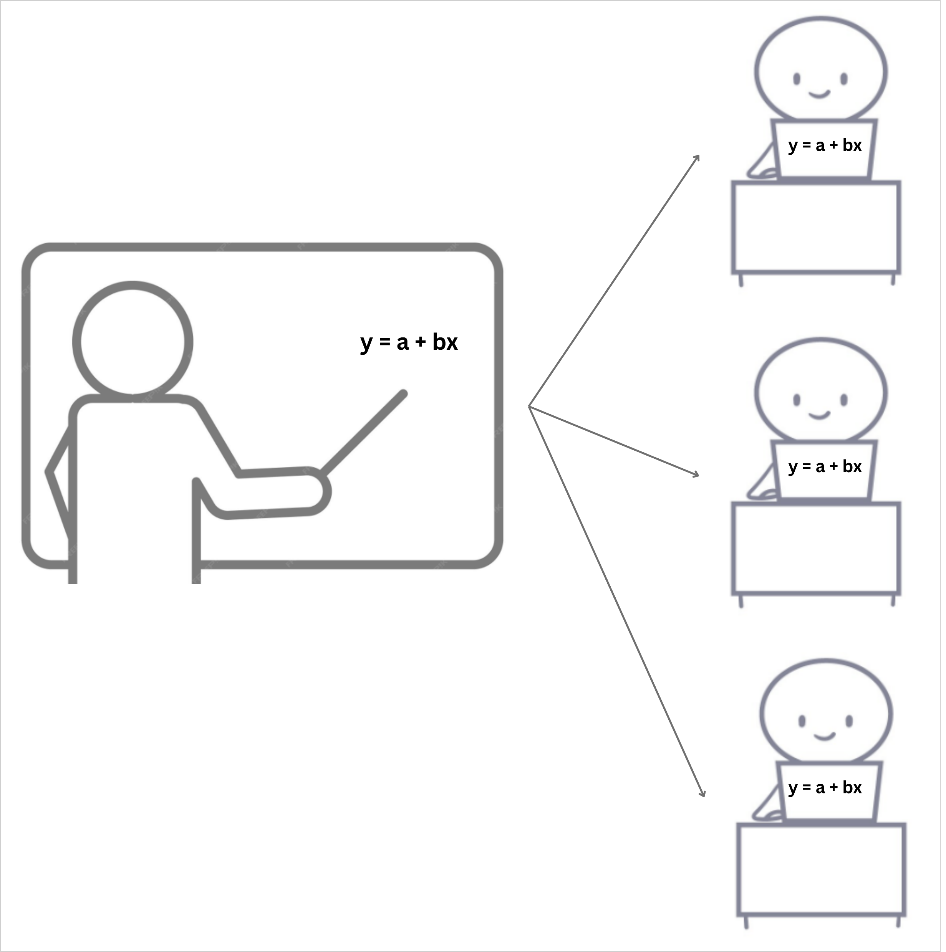 y = a + bx
y = a + bx
y = a + bx
y = a + bx